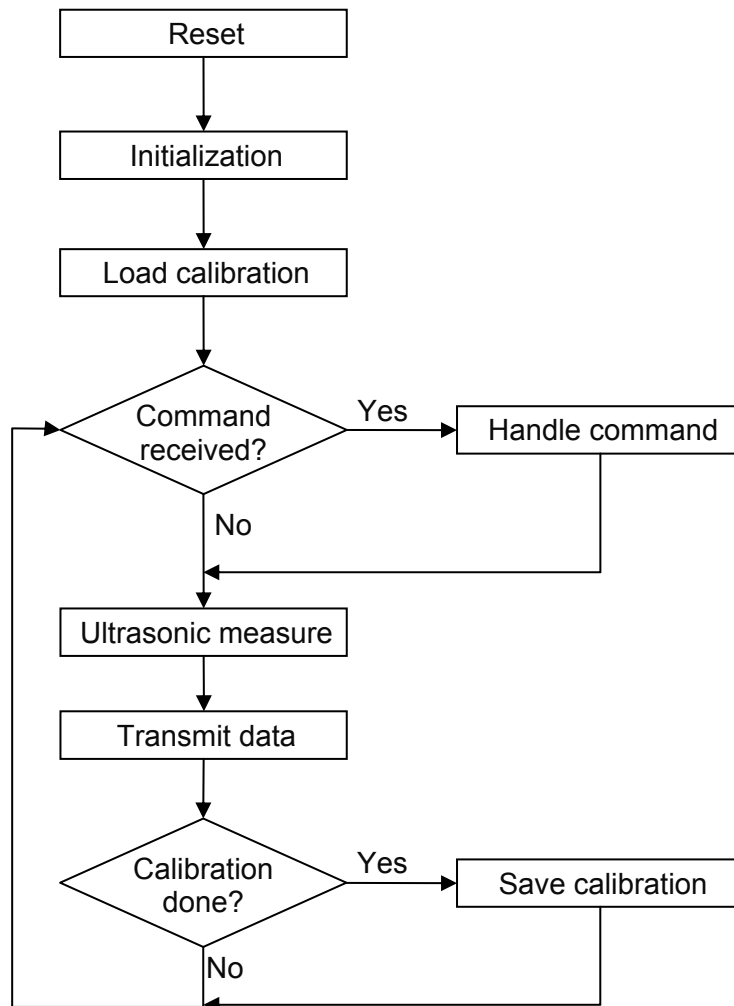 Reset
Initialization
Load calibration
Command
received?
Yes
Handle command
No
Ultrasonic measure
Transmit data
Calibration
done?
Yes
Save calibration
No